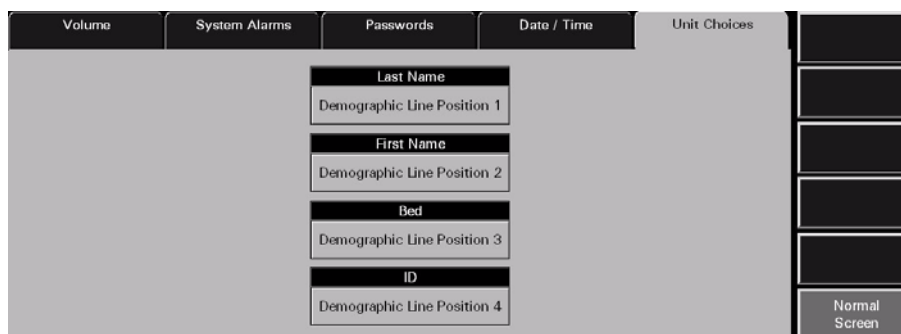 Volume
System Alarms
Passwords
Date / Time
Unit Choices
Last Name
Demographic Line Position 1
First Name
Demographic Line Position 2
Bed
Demographic Line Position 3
ID
Demographic Line Position 4
Normal
Screen